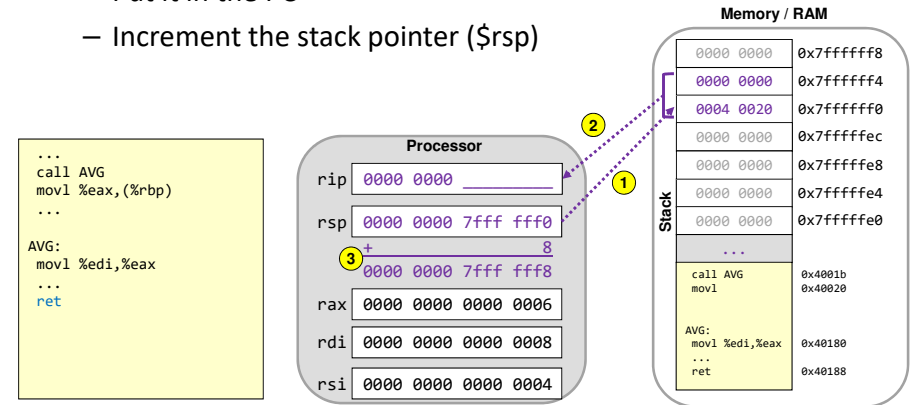 – Increment the stack pointer ($rsp)
Memory / RAM
0000 0000 0x7ffffff8
0000 0000 0x7ffffff4
0004 0020 0x7ffffff0
0000 0000 0x7fffffec
0000 0000 0x7fffffe8
0000 0000 0x7fffffe4
0000 0000 0x7fffffe0
Stack
...
call AVG 0x4001b
movl 0x40020
AVG:
movl %edi,%eax 0x40180
...
ret 0x40188
...
call AVG
movl %eax,(%rbp)
...
AVG:
movl %edi,%eax
...
ret
Processor
rip 0000 0000 _________
rsp 0000 0000 7fff fff0
+ 8
0000 0000 7fff fff8
rax 0000 0000 0000 0006
rdi 0000 0000 0000 0008
rsi 0000 0000 0000 0004
2
1
3